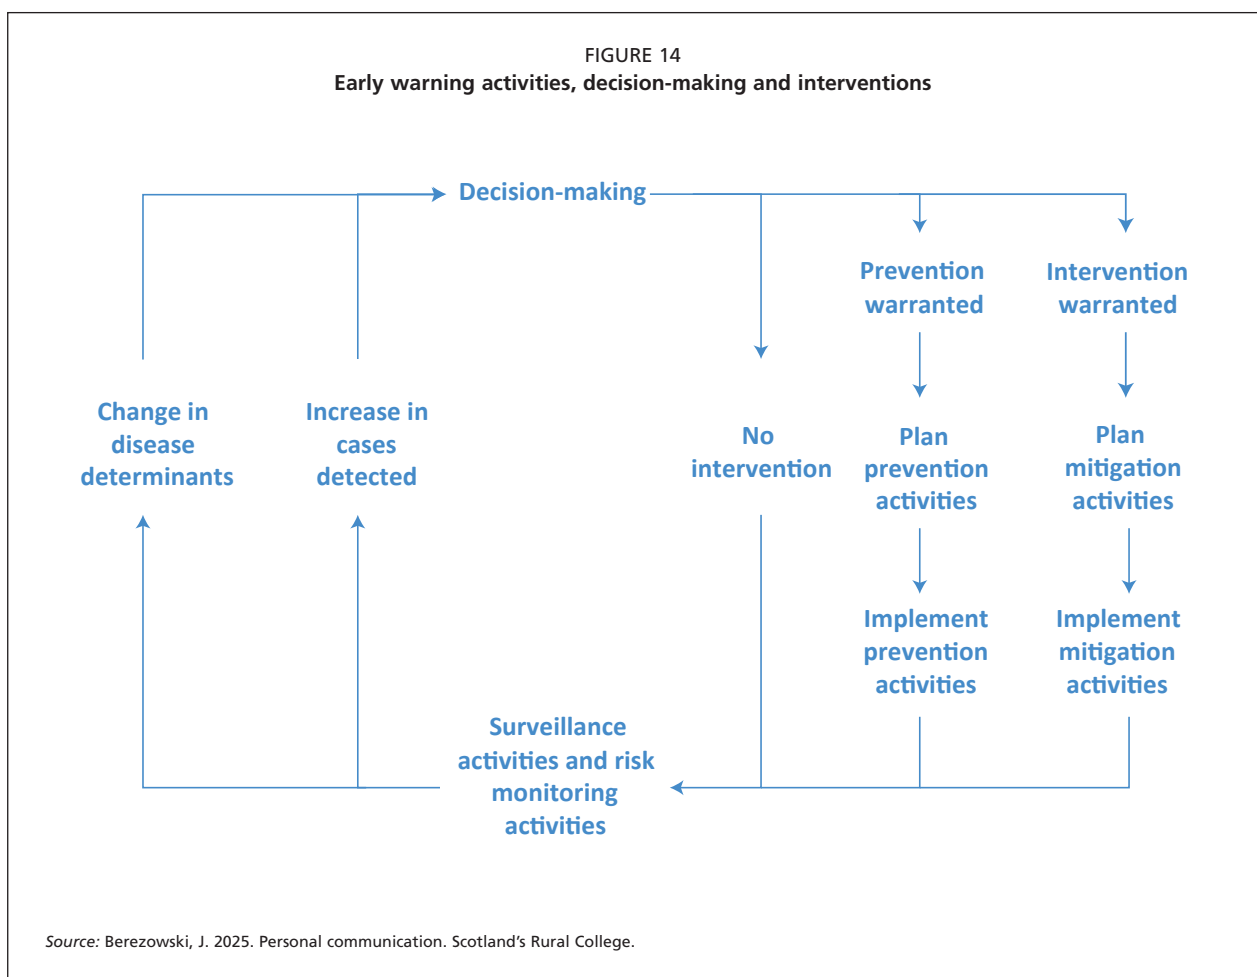 FIGURE 14
Early warning activities, decision-making and interventions
Decision-making
Prevention
warranted
Intervention
warranted
Change in
disease
determinants
Increase in
cases
detected
No
intervention
Plan
prevention
activities
Plan
mitigation
activities
Implement
prevention
activities
Implement
mitigation
activities
Surveillance
activities and risk
monitoring
activities
Source: Berezowski, J. 2025. Personal communication. Scotland’s Rural College.